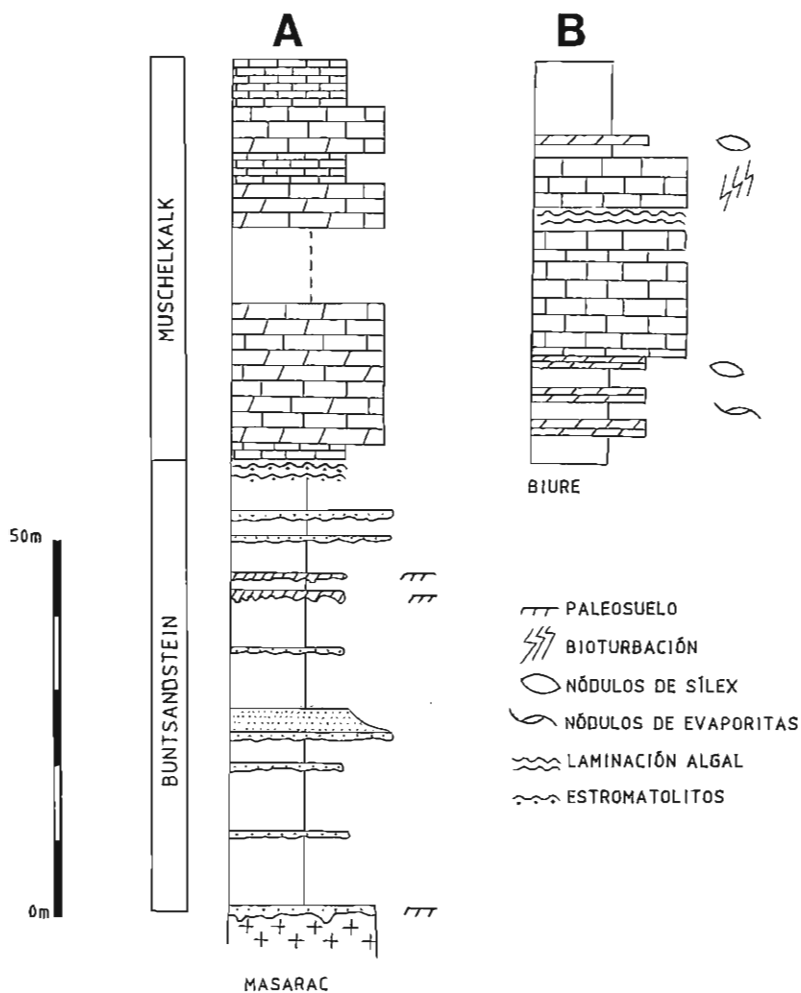 A
B
MUSCHELKALK
BUNTSANDSTEIN
50m
0m
MASARAC
BIURE
PALEOSUELO
BIOTURBACIÓN
NÓDULOS DE SÍLEX
NÓDULOS DE EVAPORITAS
LAMINACIÓN ALGAL
ESTROMATOLITOS